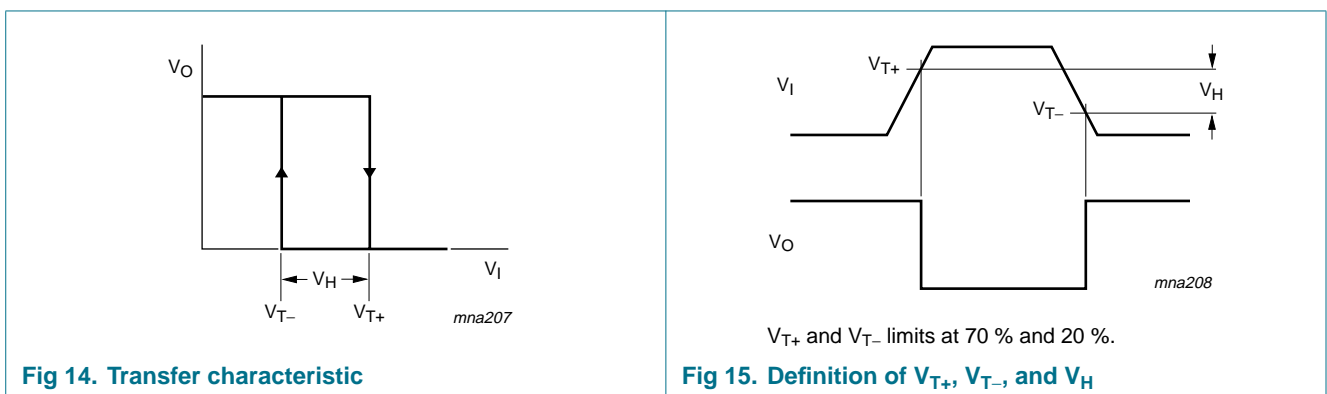 VO
VI
VH
VT−
VT+
mna207
Fig 14. Transfer characteristic
VT+
VI
VH
VT−
VO
mna208
VT+ and VT− limits at 70 % and 20 %.
Fig 15. Definition of VT+, VT−, and VH